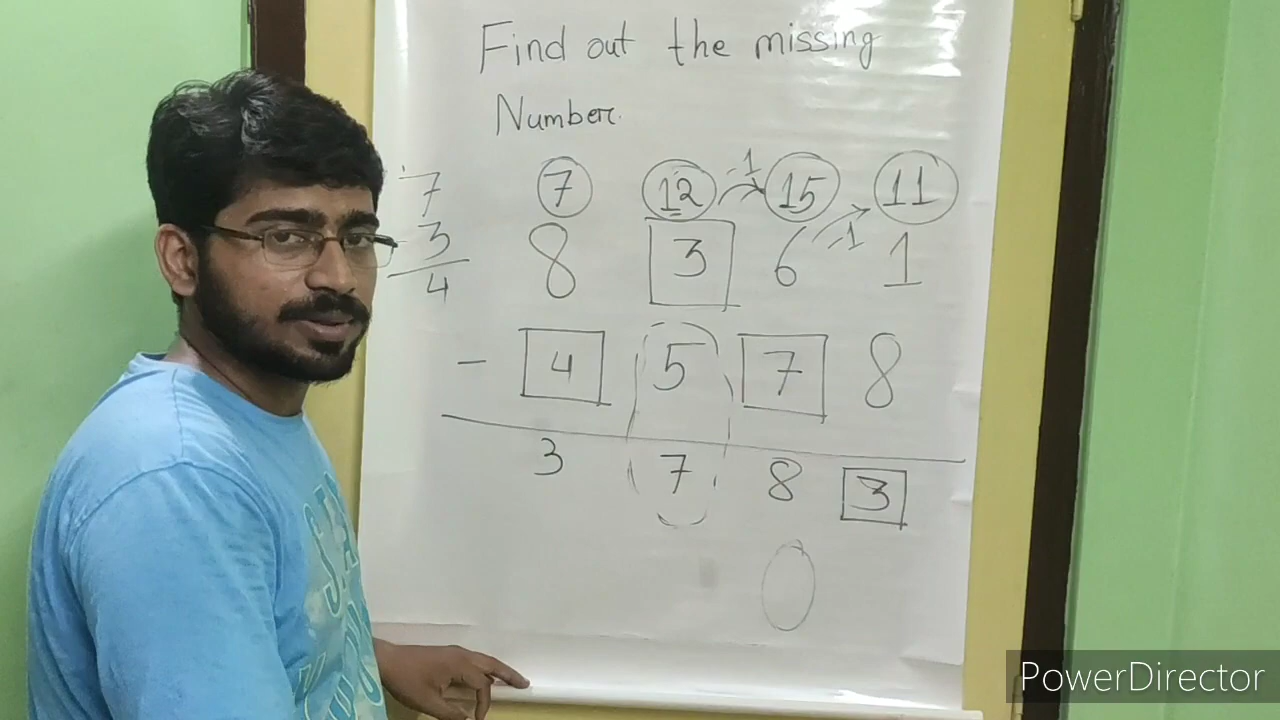 Find out the missing
Number.
7 7 12 -1 15 11
- 3 8 3 6 -1 1
4
- 4 5 7 8
3 7 8 3
PowerDirector